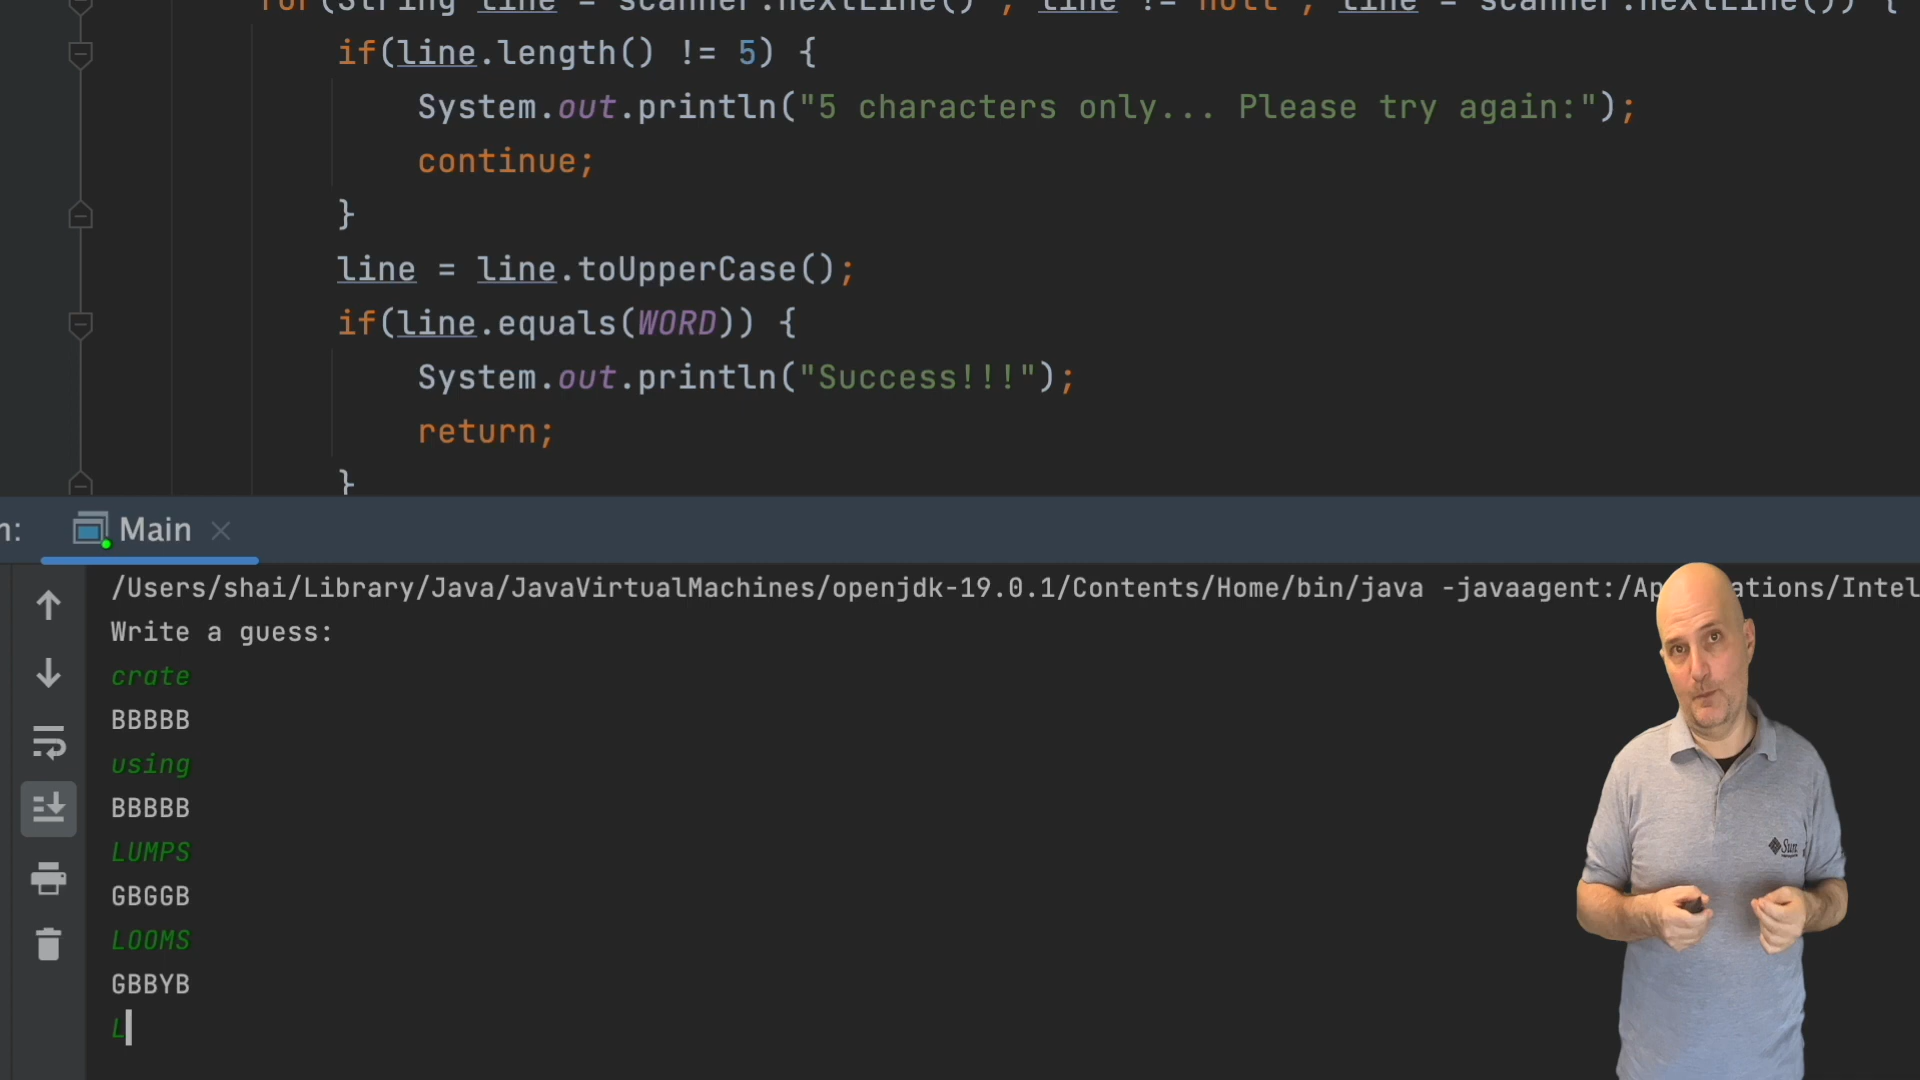 for(String line = scanner.nextLine() ; line != null ; line = scanner.nextLine()) {
if(line.length() != 5) {
System.out.println("5 characters only... Please try again:");
continue;
}
line = line.toUpperCase();
if(line.equals(WORD)) {
System.out.println("Success!!!");
return;
}
n: Main
/Users/shai/Library/Java/JavaVirtualMachines/openjdk-19.0.1/Contents/Home/bin/java -javaagent:/Ap ations/Intel
Write a guess:
crate
BBBBB
using
BBBBB
LUMPS
GBGGB
LOOMS
GBBYB
L
Sun